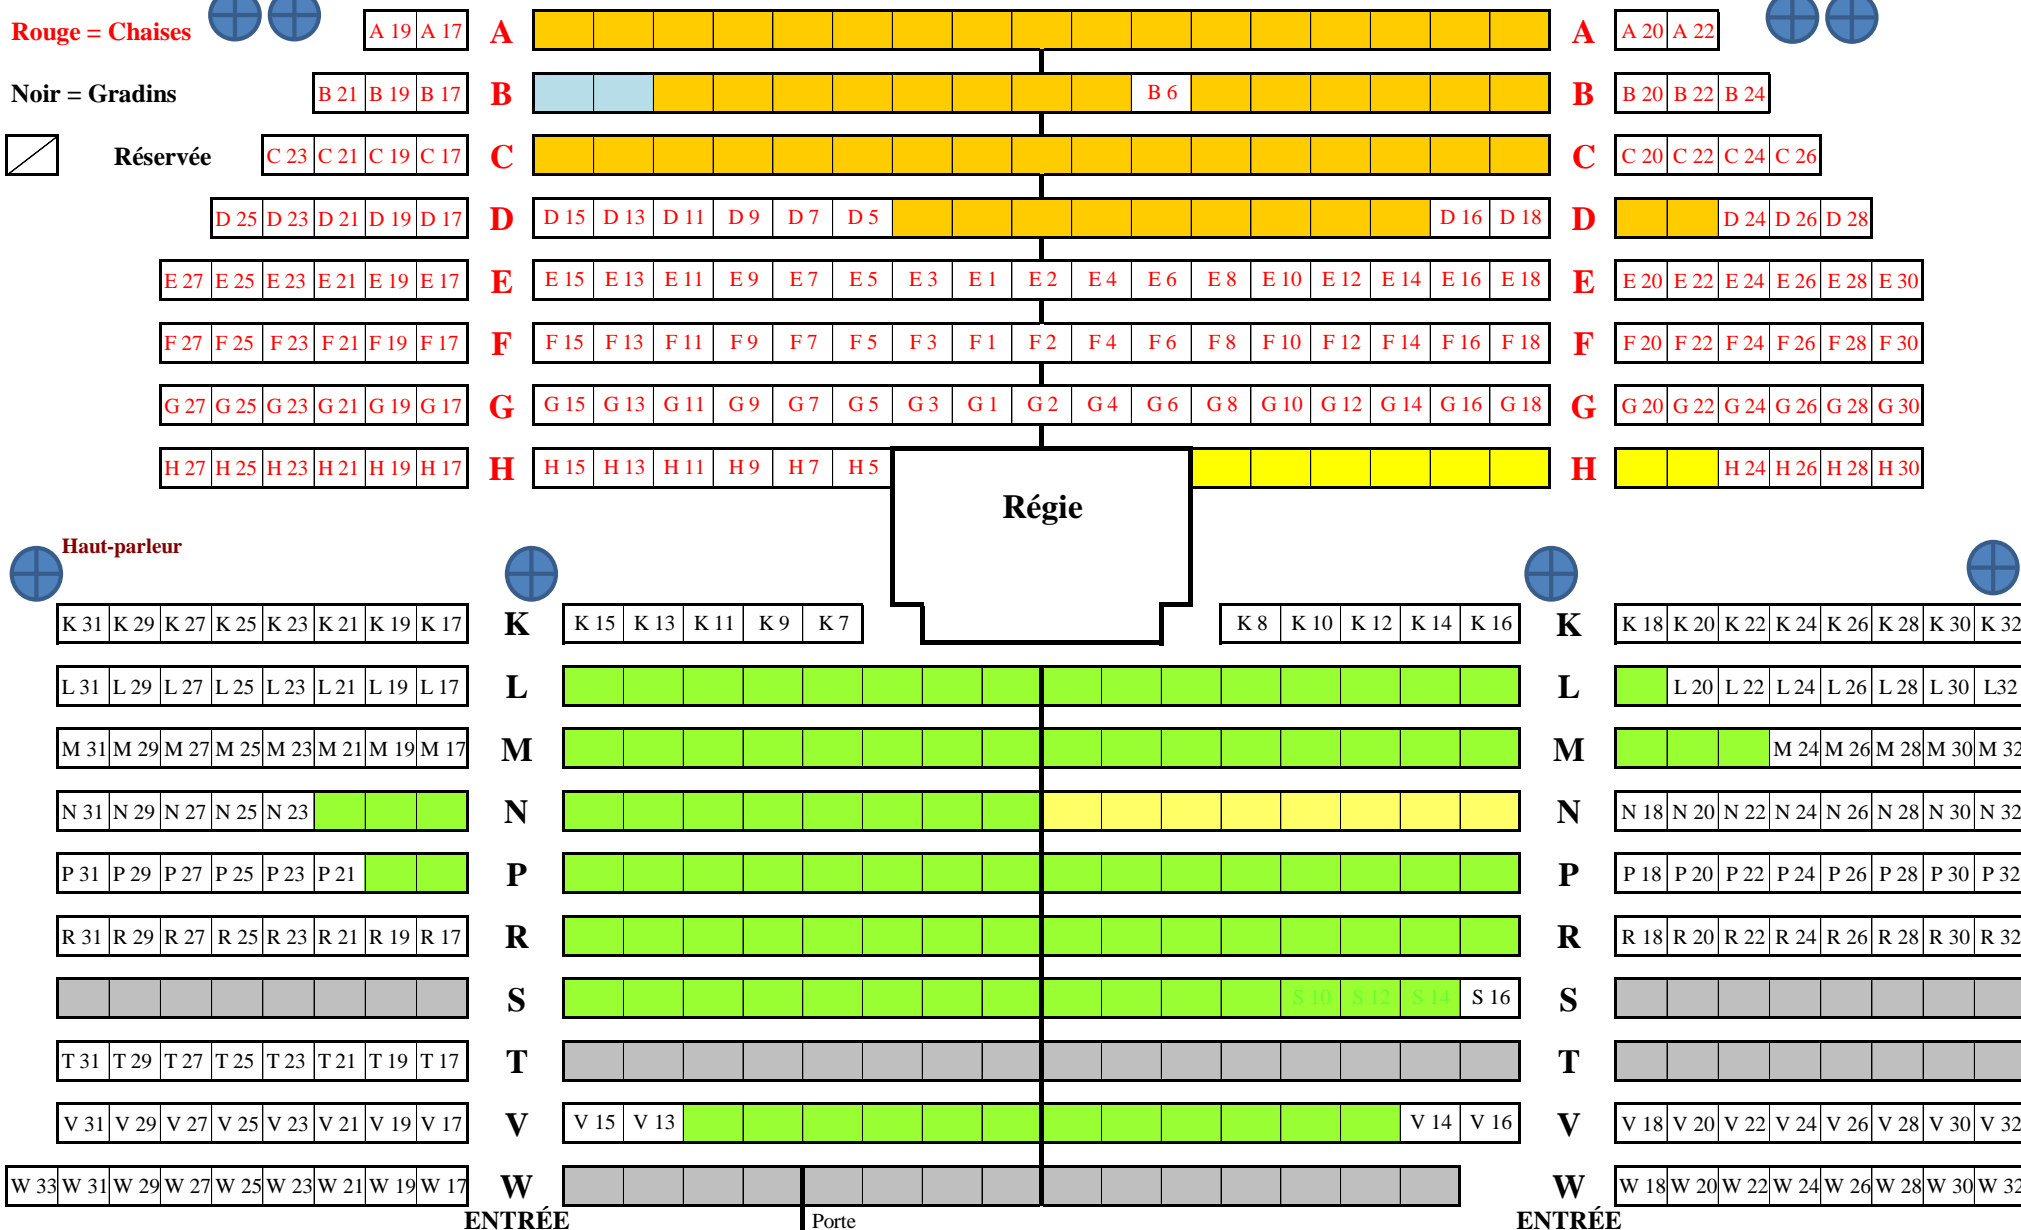 Rouge = Chaises A 19 A 17 A A A 20 A 22
Noir = Gradins B 21 B 19 B 17 B B 6 B B 20 B 22 B 24
Réservée C 23 C 21 C 19 C 17 C C C 20 C 22 C 24 C 26
D 25 D 23 D 21 D 19 D 17 D D 15 D 13 D 11 D 9 D 7 D 5 D 16 D 18 D D 24 D 26 D 28
E 27 E 25 E 23 E 21 E 19 E 17 E E 15 E 13 E 11 E 9 E 7 E 5 E 3 E 1 E 2 E 4 E 6 E 8 E 10 E 12 E 14 E 16 E 18 E E 20 E 22 E 24 E 26 E 28 E 30
F 27 F 25 F 23 F 21 F 19 F 17 F F 15 F 13 F 11 F 9 F 7 F 5 F 3 F 1 F 2 F 4 F 6 F 8 F 10 F 12 F 14 F 16 F 18 F F 20 F 22 F 24 F 26 F 28 F 30
G 27 G 25 G 23 G 21 G 19 G 17 G G 15 G 13 G 11 G 9 G 7 G 5 G 3 G 1 G 2 G 4 G 6 G 8 G 10 G 12 G 14 G 16 G 18 G G 20 G 22 G 24 G 26 G 28 G 30
H 27 H 25 H 23 H 21 H 19 H 17 H H 15 H 13 H 11 H 9 H 7 H 5 H H 24 H 26 H 28 H 30
Régie
Haut-parleur
K 31 K 29 K 27 K 25 K 23 K 21 K 19 K 17 K K 15 K 13 K 11 K 9 K 7 K 8 K 10 K 12 K 14 K 16 K K 18 K 20 K 22 K 24 K 26 K 28 K 30 K 32
L 31 L 29 L 27 L 25 L 23 L 21 L 19 L 17 L L L 20 L 22 L 24 L 26 L 28 L 30 L32
M 31 M 29 M 27 M 25 M 23 M 21 M 19 M 17 M M M 24 M 26 M 28 M 30 M 32
N 31 N 29 N 27 N 25 N 23 N N N 18 N 20 N 22 N 24 N 26 N 28 N 30 N 32
P 31 P 29 P 27 P 25 P 23 P 21 P P P 18 P 20 P 22 P 24 P 26 P 28 P 30 P 32
R 31 R 29 R 27 R 25 R 23 R 21 R 19 R 17 R R R 18 R 20 R 22 R 24 R 26 R 28 R 30 R 32
S S 10 S 12 S 14 S 16 S
T 31 T 29 T 27 T 25 T 23 T 21 T 19 T 17 T T
V 31 V 29 V 27 V 25 V 23 V 21 V 19 V 17 V V 15 V 13 V 14 V 16 V V 18 V 20 V 22 V 24 V 26 V 28 V 30 V 32
W 33 W 31 W 29 W 27 W 25 W 23 W 21 W 19 W 17 W W W 18 W 20 W 22 W 24 W 26 W 28 W 30 W 32
ENTRÉE Porte ENTRÉE